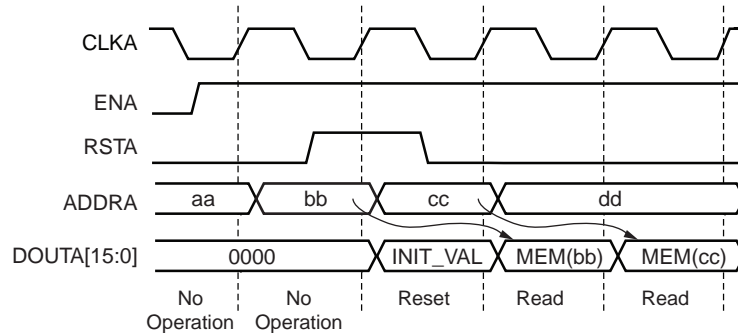 CLKA
ENA
RSTA
ADDRA aa bb cc dd
DOUTA[15:0] 0000 INIT_VAL MEM(bb) MEM(cc)
No No Reset Read Read
Operation Operation